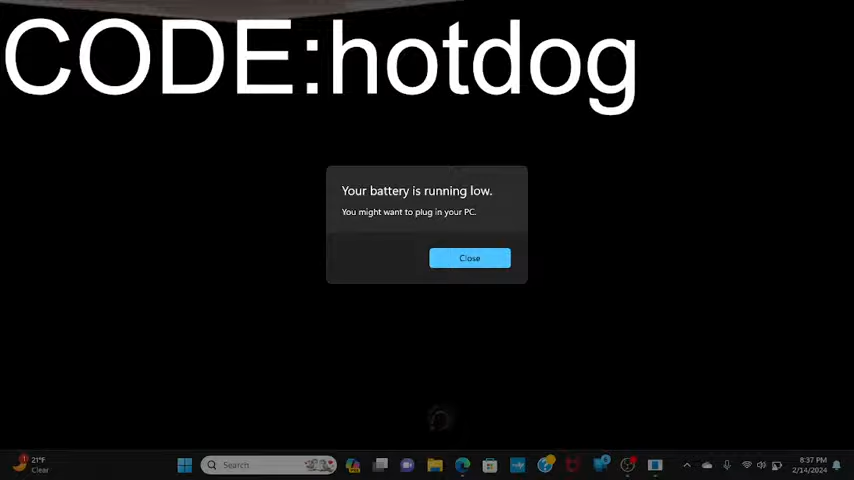 CODE:hotdog
Your battery is running low.
You might want to plug in your PC.
Close
1
21°F
Clear
Search
8:37 PM
2/14/2024